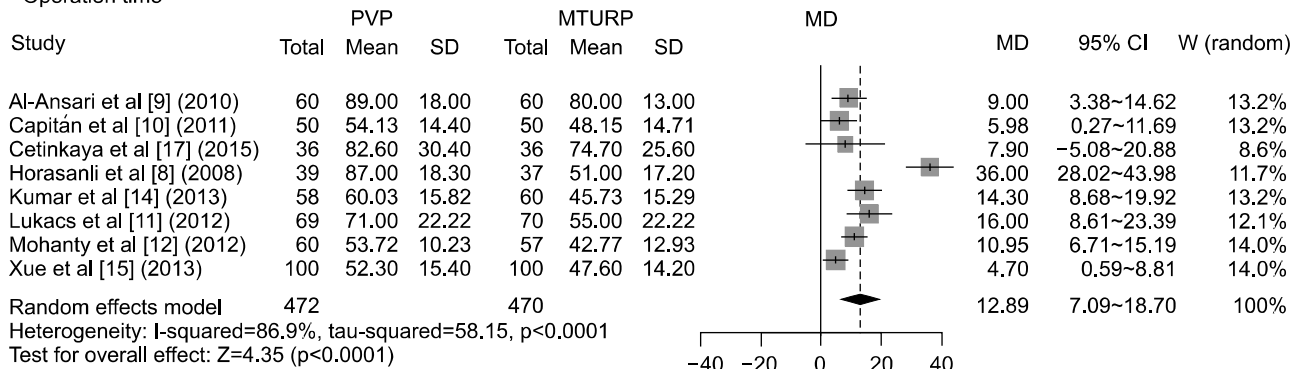 Operation time
PVP MTURP MD
Study Total Mean SD Total Mean SD MD 95% CI W (random)
Al-Ansari et al [9] (2010) 60 89.00 18.00 60 80.00 13.00 9.00 3.38~14.62 13.2%
Capitán et al [10] (2011) 50 54.13 14.40 50 48.15 14.71 5.98 0.27~11.69 13.2%
Cetinkaya et al [17] (2015) 36 82.60 30.40 36 74.70 25.60 7.90 −5.08~20.88 8.6%
Horasanli et al [8] (2008) 39 87.00 18.30 37 51.00 17.20 36.00 28.02~43.98 11.7%
Kumar et al [14] (2013) 58 60.03 15.82 60 45.73 15.29 14.30 8.68~19.92 13.2%
Lukacs et al [11] (2012) 69 71.00 22.22 70 55.00 22.22 16.00 8.61~23.39 12.1%
Mohanty et al [12] (2012) 60 53.72 10.23 57 42.77 12.93 10.95 6.71~15.19 14.0%
Xue et al [15] (2013) 100 52.30 15.40 100 47.60 14.20 4.70 0.59~8.81 14.0%
Random effects model 472 470 12.89 7.09~18.70 100%
Heterogeneity: I-squared=86.9%, tau-squared=58.15, p<0.0001
Test for overall effect: Z=4.35 (p<0.0001)
−40 −20 0 20 40